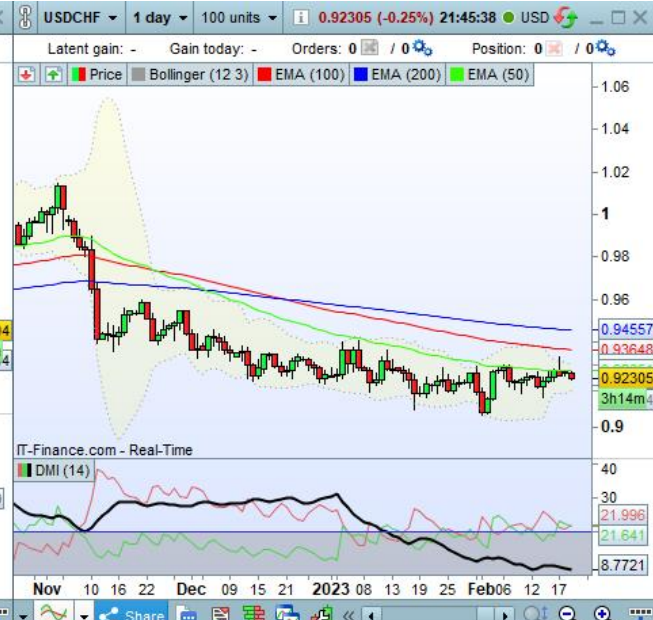 USDCHF 1 day 100 units i 0.92305 (-0.25%) 21:45:38 USD
Latent gain: - Gain today: - Orders: 0 / 0 Position: 0 / 0
Price Bollinger (12 3) EMA (100) EMA (200) EMA (50)
1.06
1.04
1.02
1
0.98
0.96
0.94557
0.93648
0.92305
3h14m
0.9
IT-Finance.com - Real-Time
DMI (14)
40
30
21.996
21.641
8.7721
Nov 10 16 22 Dec 09 15 21 2023 08 13 19 25 Feb 06 12 17
Share